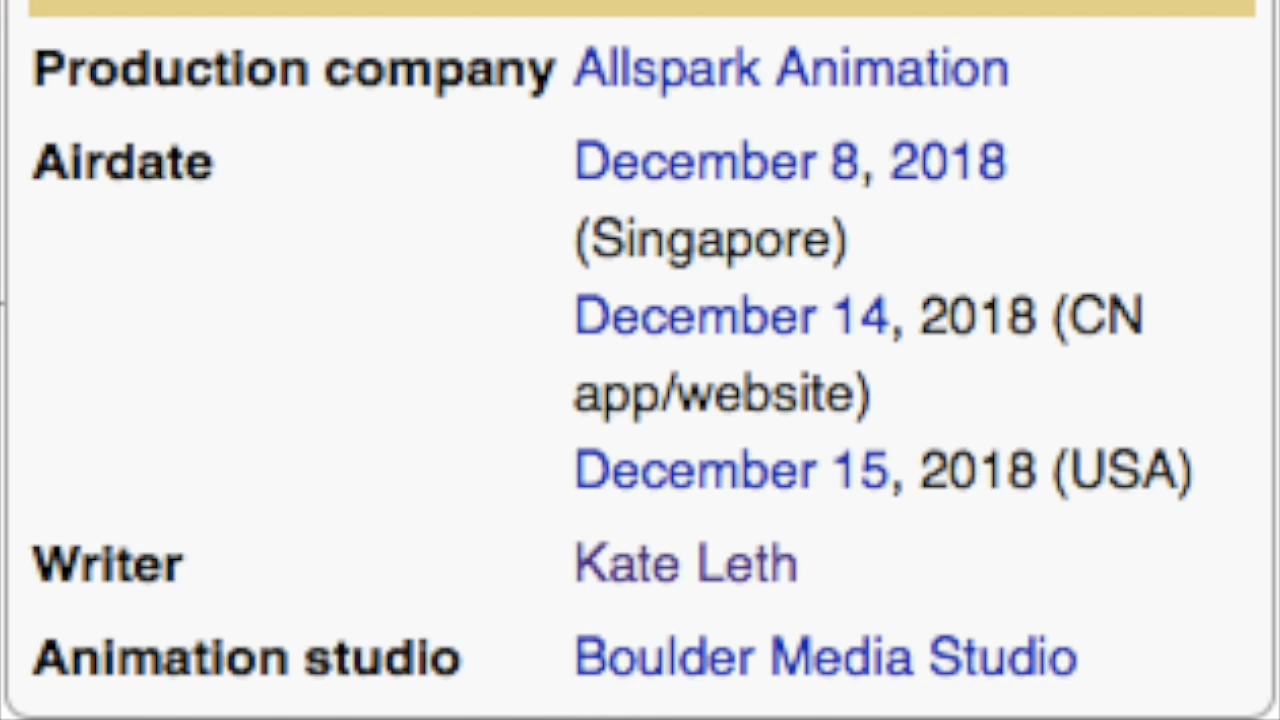 Production company Allspark Animation
Airdate December 8, 2018
(Singapore)
December 14, 2018 (CN
app/website)
December 15, 2018 (USA)
Writer Kate Leth
Animation studio Boulder Media Studio